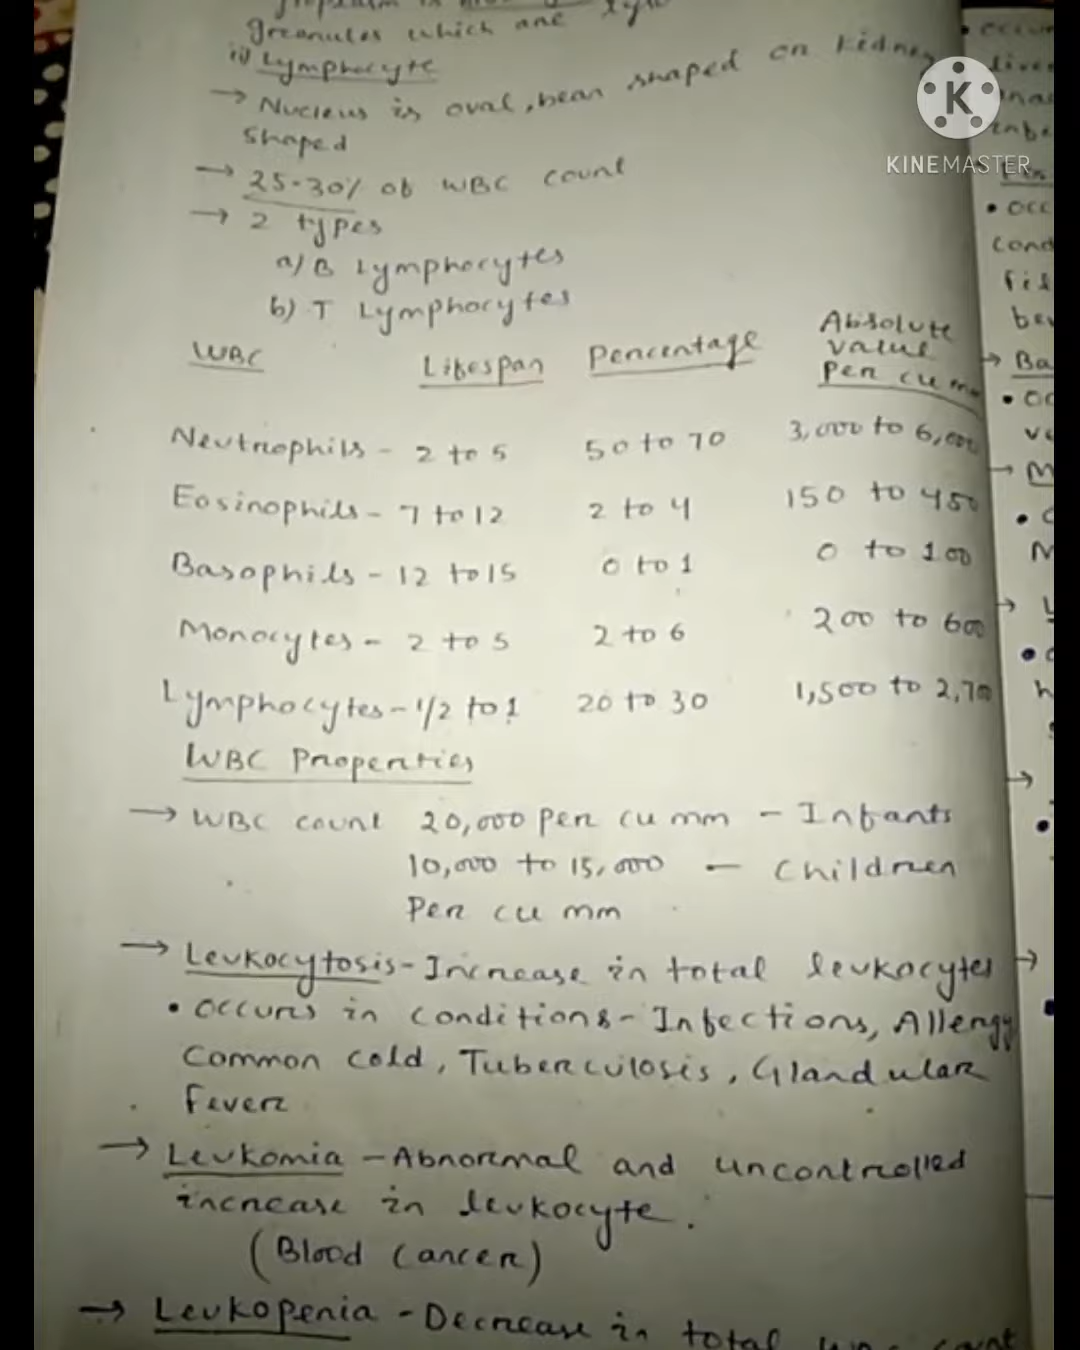 granules which are
ii) Lymphocyte
→ Nucleus is oval, bean shaped on kidney
shaped
→ 25-30% of WBC count
→ 2 types
a) B Lymphocytes
b) T Lymphocytes
WBC Lifespan Percentage Absolute value per cu mm
Neutrophils - 2 to 5 50 to 70 3,000 to 6,000
Eosinophils - 7 to 12 2 to 4 150 to 450
Basophils - 12 to 15 0 to 1 0 to 100
Monocytes - 2 to 5 2 to 6 200 to 600
Lymphocytes - 1/2 to 1 20 to 30 1,500 to 2,70
WBC Properties
→ WBC count 20,000 per cu mm - Infants
10,000 to 15,000 - children
per cu mm
→ Leukocytosis - Increase in total leukocytes
• Occurs in conditions - Infections, Allergy
Common cold, Tuberculosis, Glandular
Fever
→ Leukomia - Abnormal and uncontrolled
increase in leukocyte.
(Blood Cancer)
→ Leukopenia - Decrease in total count
K
KINEMASTER